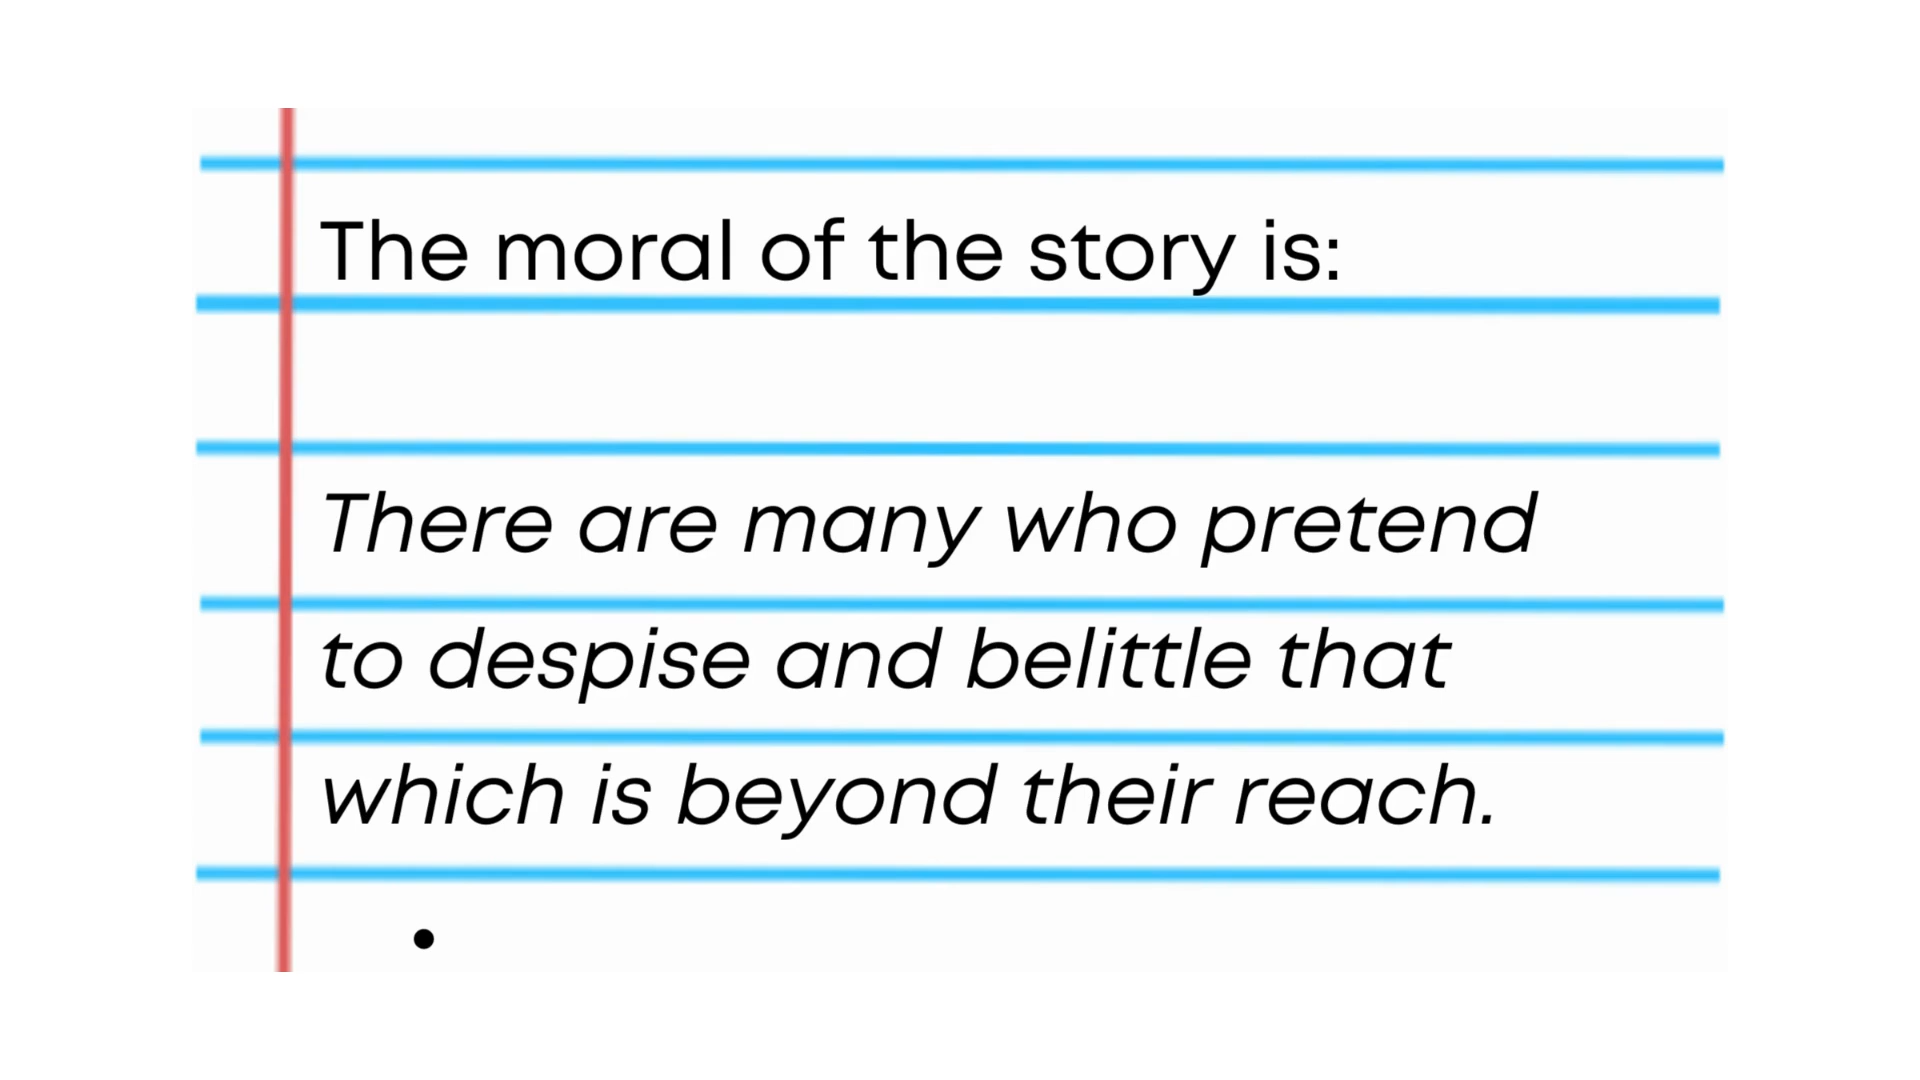 The moral of the story is:
There are many who pretend
to despise and belittle that
which is beyond their reach.
•